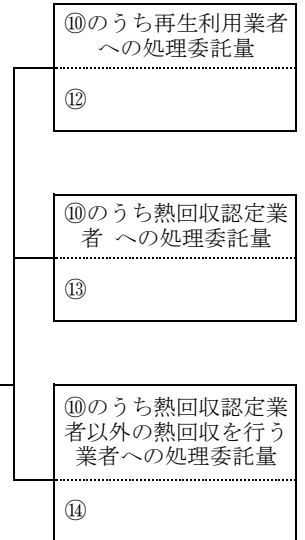 ⑩のうち再生利用業者
への処理委託量
⑫
⑩のうち熱回収認定業
者 への処理委託量
⑬
⑩のうち熱回収認定業
者以外の熱回収を行う
業者への処理委託量
⑭